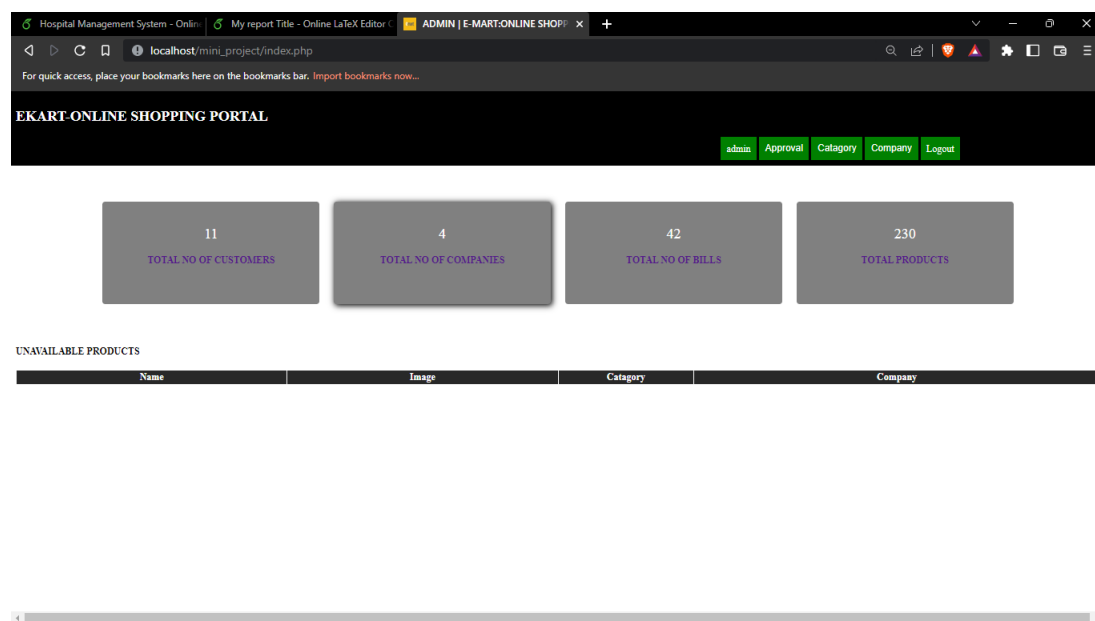 Hospital Management System - Online
My report Title - Online LaTeX Editor
ADMIN | E-MART:ONLINE SHOPP
localhost/mini_project/index.php
For quick access, place your bookmarks here on the bookmarks bar. Import bookmarks now...
EKART-ONLINE SHOPPING PORTAL
admin Approval Catagory Company Logout
11 4 42 230
TOTAL NO OF CUSTOMERS TOTAL NO OF COMPANIES TOTAL NO OF BILLS TOTAL PRODUCTS
UNAVAILABLE PRODUCTS
Name Image Catagory Company